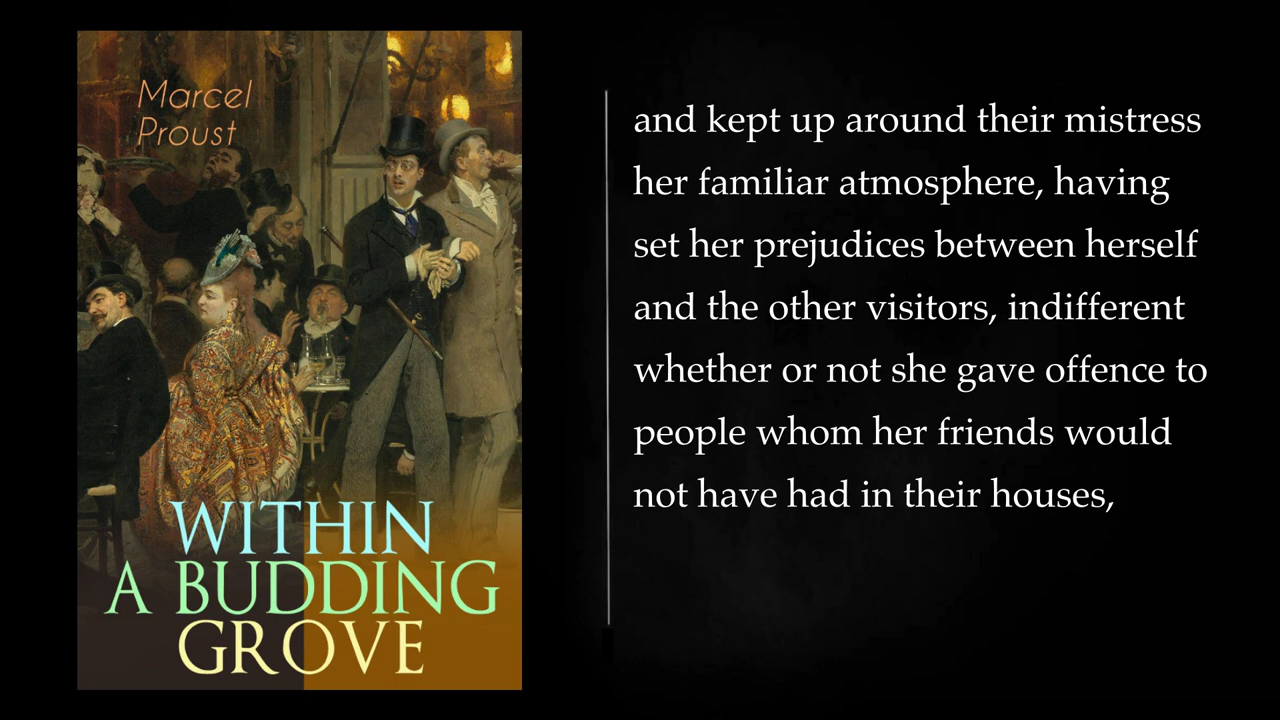 Marcel
Proust
WITHIN
A BUDDING
GROVE
and kept up around their mistress
her familiar atmosphere, having
set her prejudices between herself
and the other visitors, indifferent
whether or not she gave offence to
people whom her friends would
not have had in their houses,